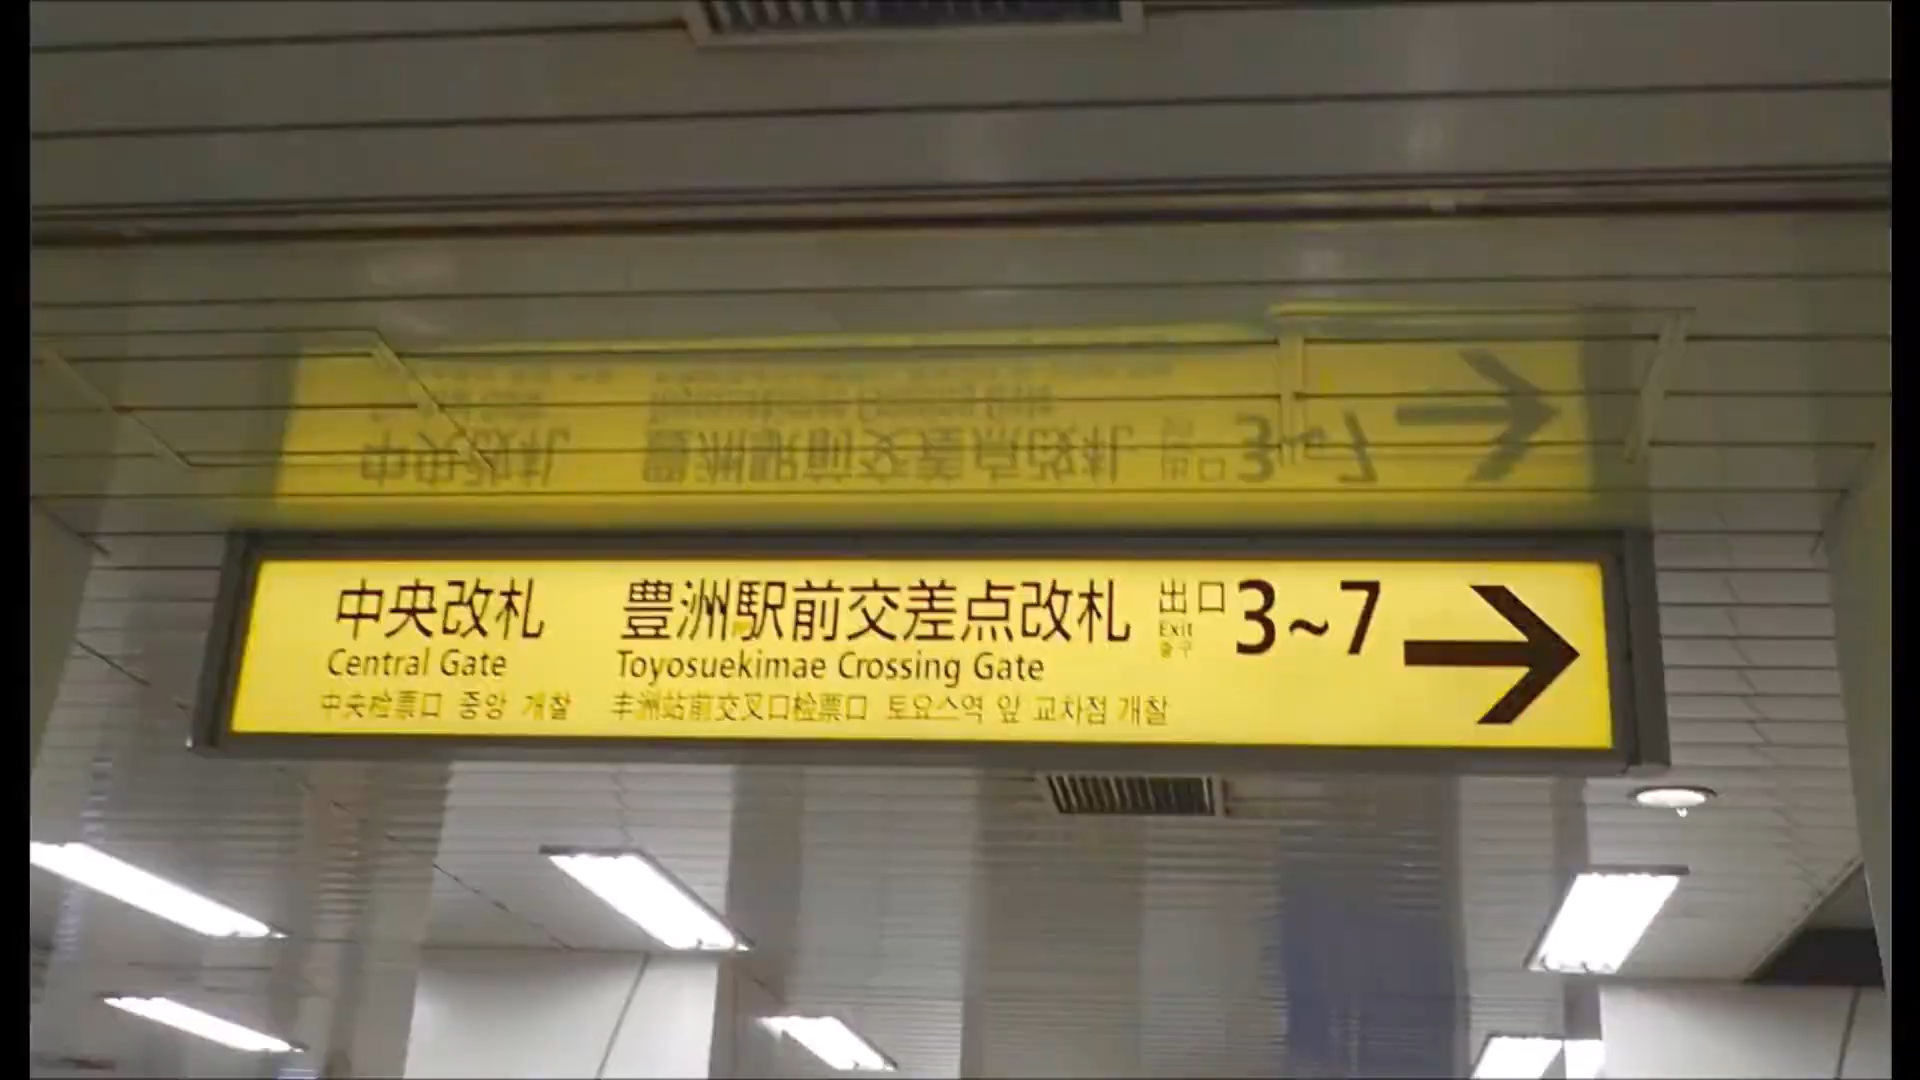 中央改札 豊洲駅前交差点改札 出口 3~7
Central Gate Toyosuekimae Crossing Gate Exit
출구
中央检票口 중앙 개찰 丰洲站前交叉口检票口 토요스역 앞 교차점 개찰